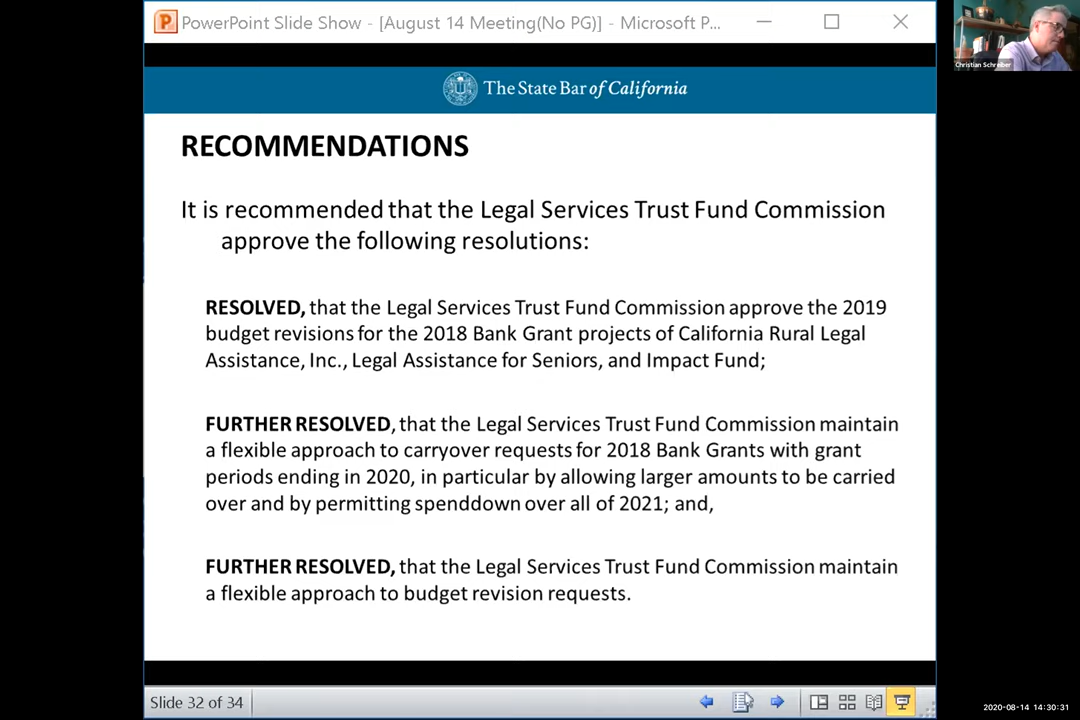 PowerPoint Slide Show - [August 14 Meeting(No PG)] - Microsoft P...
Christian Schreiber
The State Bar of California
RECOMMENDATIONS
It is recommended that the Legal Services Trust Fund Commission
approve the following resolutions:
RESOLVED, that the Legal Services Trust Fund Commission approve the 2019
budget revisions for the 2018 Bank Grant projects of California Rural Legal
Assistance, Inc., Legal Assistance for Seniors, and Impact Fund;
FURTHER RESOLVED, that the Legal Services Trust Fund Commission maintain
a flexible approach to carryover requests for 2018 Bank Grants with grant
periods ending in 2020, in particular by allowing larger amounts to be carried
over and by permitting spenddown over all of 2021; and,
FURTHER RESOLVED, that the Legal Services Trust Fund Commission maintain
a flexible approach to budget revision requests.
Slide 32 of 34
2020-08-14 14:30:31